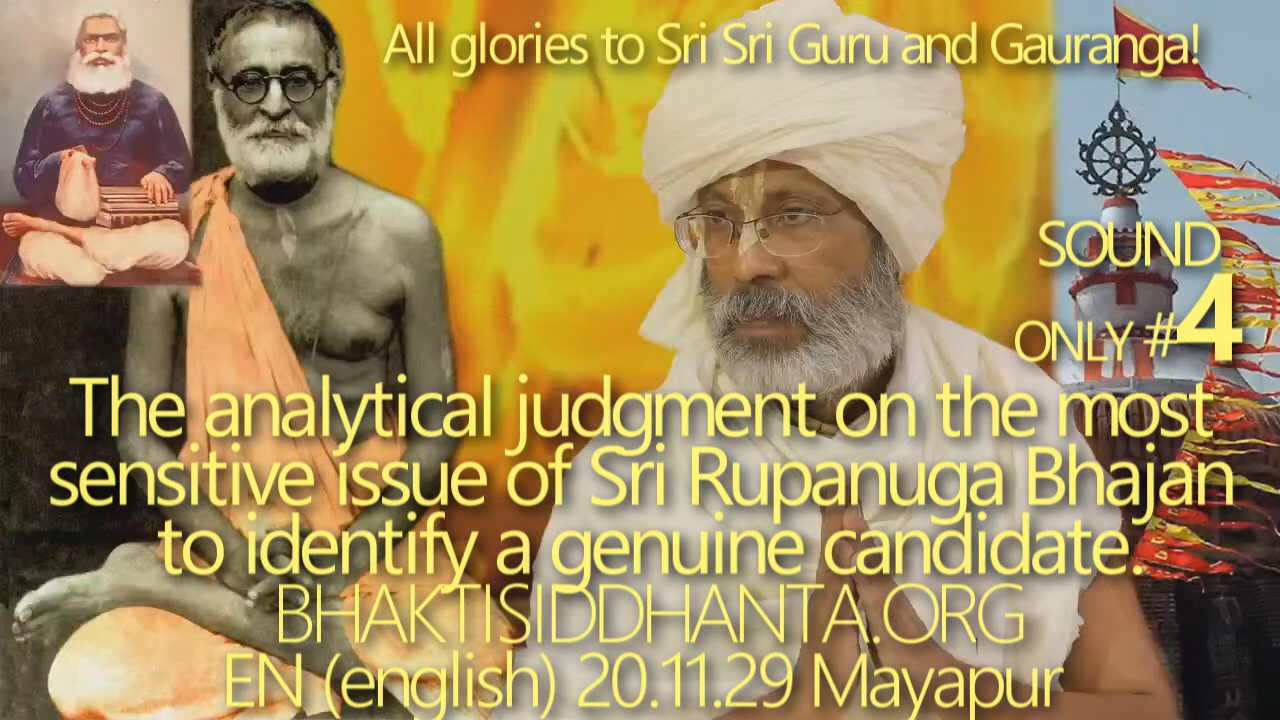 All glories to Sri Sri Guru and Gauranga!
SOUND
ONLY #4
The analytical judgment on the most
sensitive issue of Sri Rupanuga Bhajan
to identify a genuine candidate.
BHAKTISIDDHANTA.ORG
EN (english) 20.11.29 Mayapur